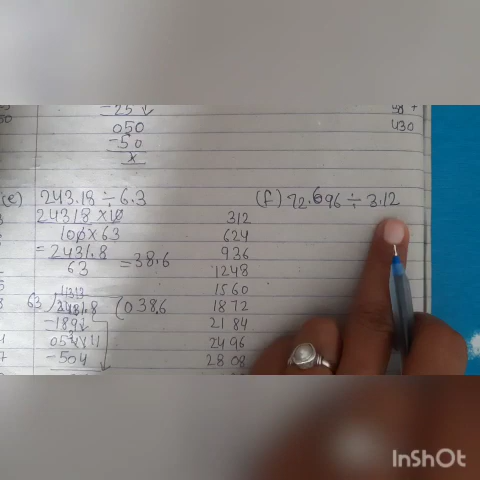 -25↓
050
-50
x
430
(e) 243.18 ÷ 6.3
24318 × 10
100 × 63
= 2431.8
63
= 38.6
63) 2431.8 (038.6
-189↓
-504
(f) 72.696 ÷ 3.12
312
624
936
1248
1560
1872
2184
2496
2808
InShOt